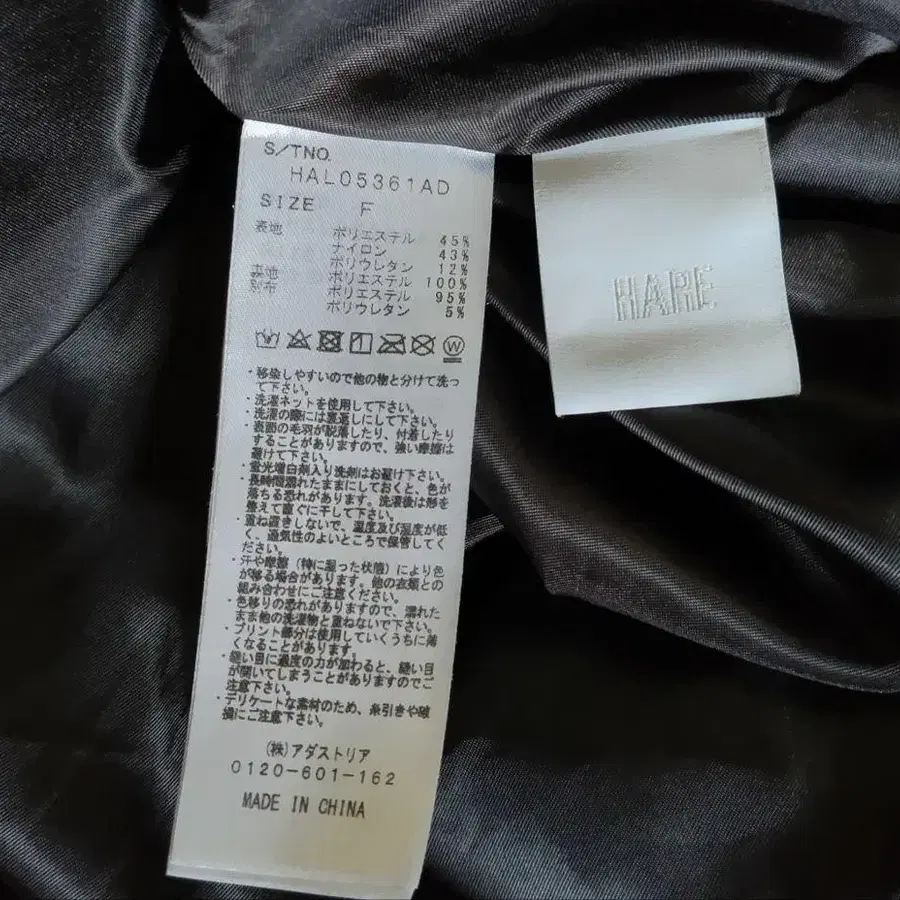 S/TNO.
HAL05361AD
SIZE F
表地 ポリエステル 45%
ナイロン 43%
ポリウレタン 12%
裏地 ポリエステル 100%
別布 ポリエステル 95%
ポリウレタン 5%
W
・移染しやすいので他の物と分けて洗っ
て下さい。
・洗濯ネットを使用して下さい。
・洗濯の際には裏返しにして下さい。
・表面の毛羽が脱落したり、付着したり
することがありますので、強い摩擦は
避けて下さい。
・蛍光増白剤入り洗剤はお避け下さい。
・長時間濡れたままにしておくと、色が
落ちる恐れがあります。洗濯後は形を
整えて直ぐに干して下さい。
・重ね置きしないで、温度及び湿度が低
く、通気性のよいところで保管してく
ださい。
・汗や摩擦（特に湿った状態）により色
が移る場合があります。他の衣類との
組み合わせにご注意ください。
・色移りの恐れがありますので、濡れた
まま他の洗濯物と重ねないで下さい。
・プリント部分は使用していくうちに薄
くなることがあります。
・縫い目に過度の力が加わると、縫い目
が開いてしまうことがありますのでご
注意下さい。
・デリケートな素材のため、糸引きや破
損にご注意下さい。
(株)アダストリア
0120-601-162
MADE IN CHINA
HARE